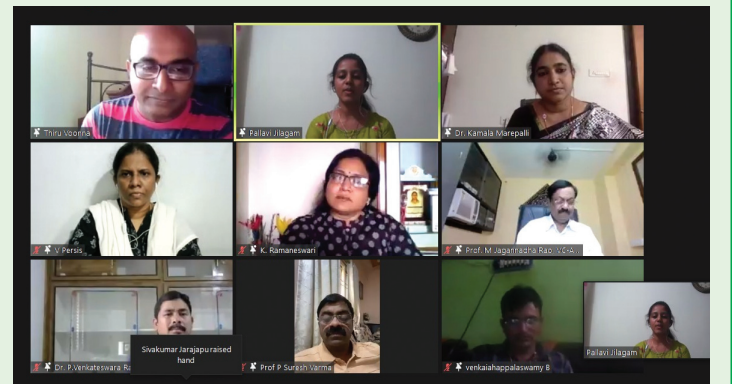 Thiru Voonna
Pallavi Jilagam
Dr. Kamala Marepalli
V Persis
K. Ramaneswari
Prof. M Jagannadha Rao
Dr. P.Venkateswara Ra
Sivakumar Jarajapu raised
hand
Prof P Suresh Varma
venkaiahappalaswamy B
Pallavi Jilagam